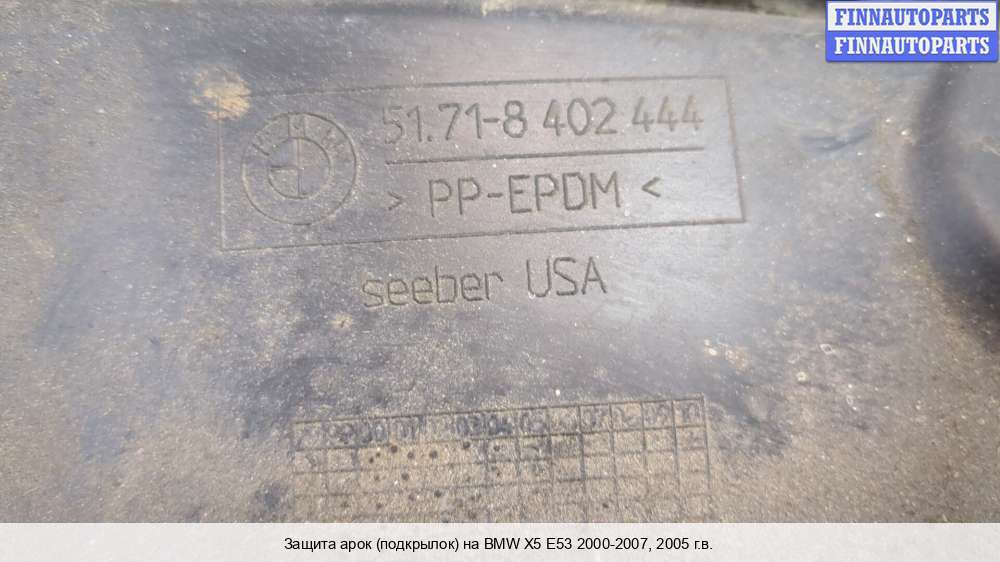 FINNAUTOPARTS
FINNAUTOPARTS
51.71-8 402 444
BMW
> PP-EPDM <
seeber USA
Защита арок (подкрылок) на BMW X5 E53 2000-2007, 2005 г.в.